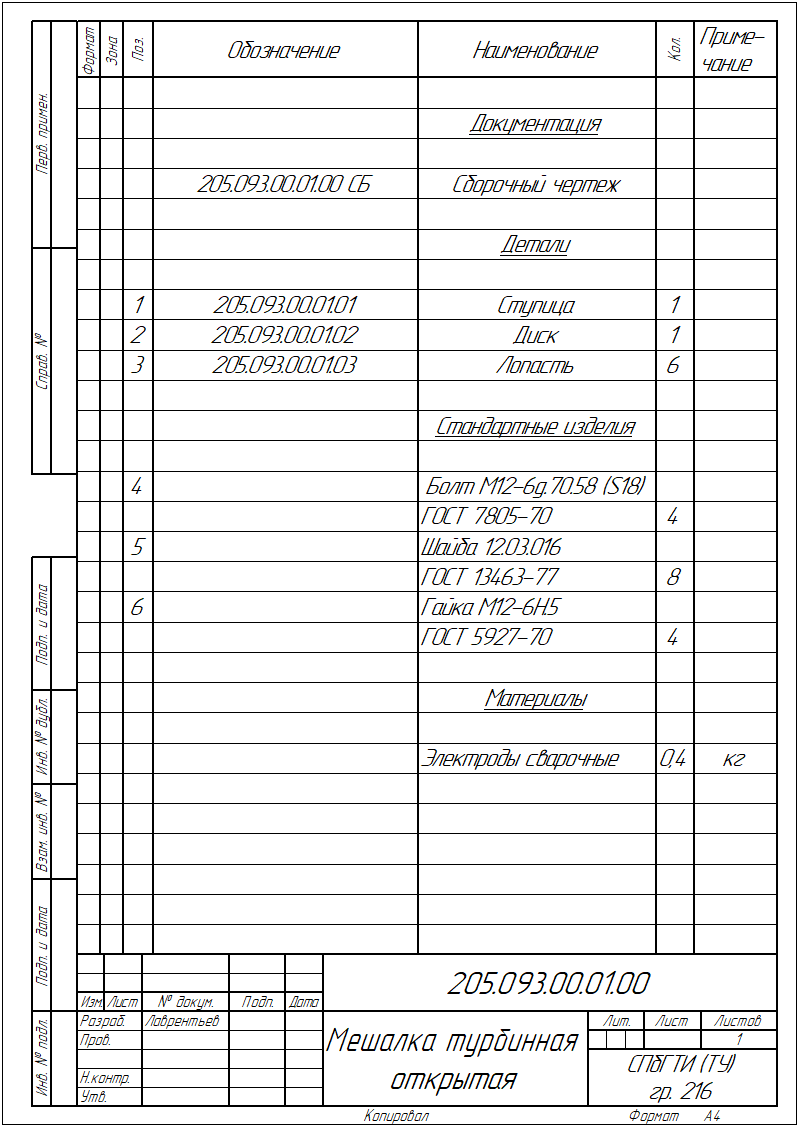 Формат Зона Поз. Обозначение Наименование Кол. Приме-
чание
Документация
205.093.00.01.00 СБ Сборочный чертеж
Детали
1 205.093.00.01.01 Ступица 1
2 205.093.00.01.02 Диск 1
3 205.093.00.01.03 Лопасть 6
Стандартные изделия
4 Болт М12-6g.70.58 (S18)
ГОСТ 7805-70 4
5 Шайба 12.03.016
ГОСТ 13463-77 8
6 Гайка М12-6Н.5
ГОСТ 5927-70 4
Материалы
Электроды сварочные 0,4 кг
Перв. примен.
Справ. №
Подп. и дата
Инв. № дубл.
Взам. инв. №
Подп. и дата
Инв. № подл.
205.093.00.01.00
Изм. Лист № докум. Подп. Дата
Разраб. Лаврентьев
Пров.
Н.контр.
Утв.
Мешалка турбинная
открытая
Лит. Лист Листов
1
СПбГТИ (ТУ)
гр. 216
Копировал Формат А4